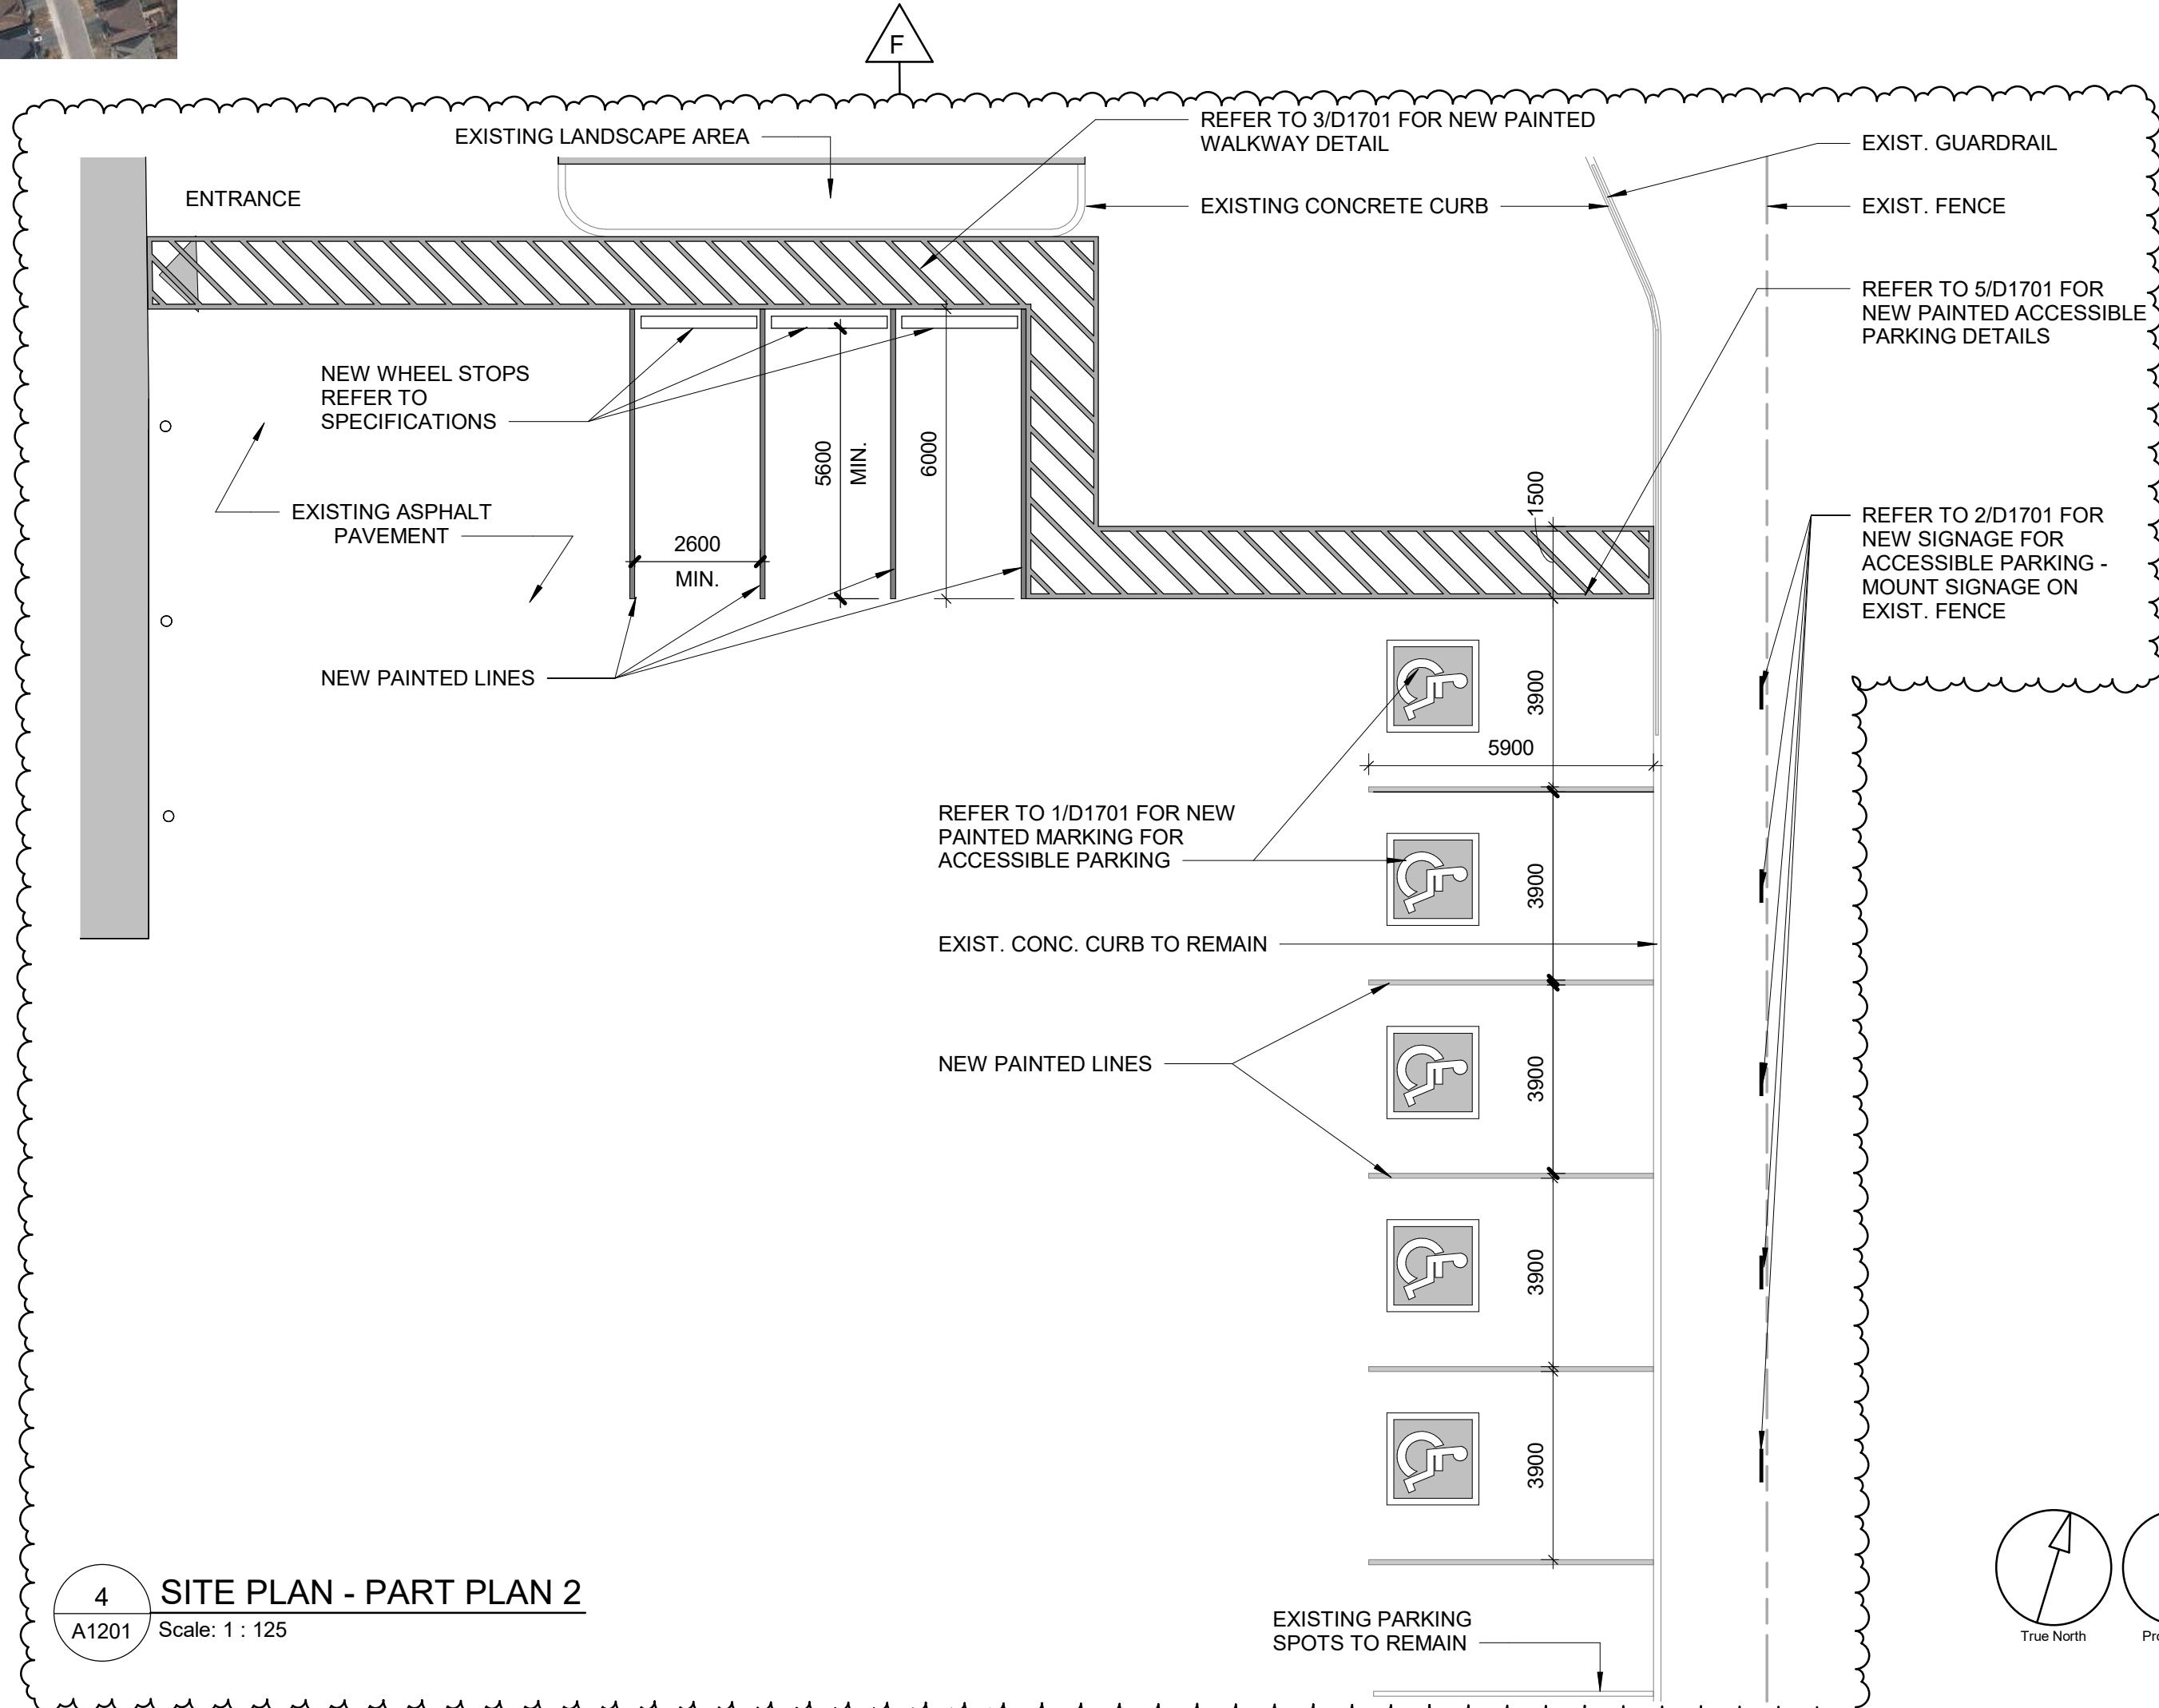 F
EXISTING LANDSCAPE AREA
REFER TO 3/D1701 FOR NEW PAINTED
WALKWAY DETAIL
EXIST. GUARDRAIL
ENTRANCE
EXISTING CONCRETE CURB
EXIST. FENCE
REFER TO 5/D1701 FOR
NEW PAINTED ACCESSIBLE
PARKING DETAILS
NEW WHEEL STOPS
REFER TO
SPECIFICATIONS
5600
MIN.
6000
1500
EXISTING ASPHALT
PAVEMENT
2600
MIN.
REFER TO 2/D1701 FOR
NEW SIGNAGE FOR
ACCESSIBLE PARKING -
MOUNT SIGNAGE ON
EXIST. FENCE
NEW PAINTED LINES
3900
5900
REFER TO 1/D1701 FOR NEW
PAINTED MARKING FOR
ACCESSIBLE PARKING
3900
EXIST. CONC. CURB TO REMAIN
NEW PAINTED LINES
3900
3900
3900
4
A1201
SITE PLAN - PART PLAN 2
Scale: 1 : 125
EXISTING PARKING
SPOTS TO REMAIN
True North